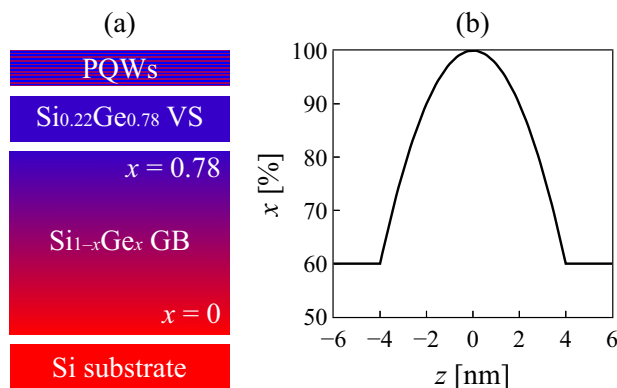 (a)
PQWs
Si0.22Ge0.78 VS
x = 0.78
Si1−xGex GB
x = 0
Si substrate
(b)
100
90
80
70
60
50
x [%]
−6 −4 −2 0 2 4 6
z [nm]